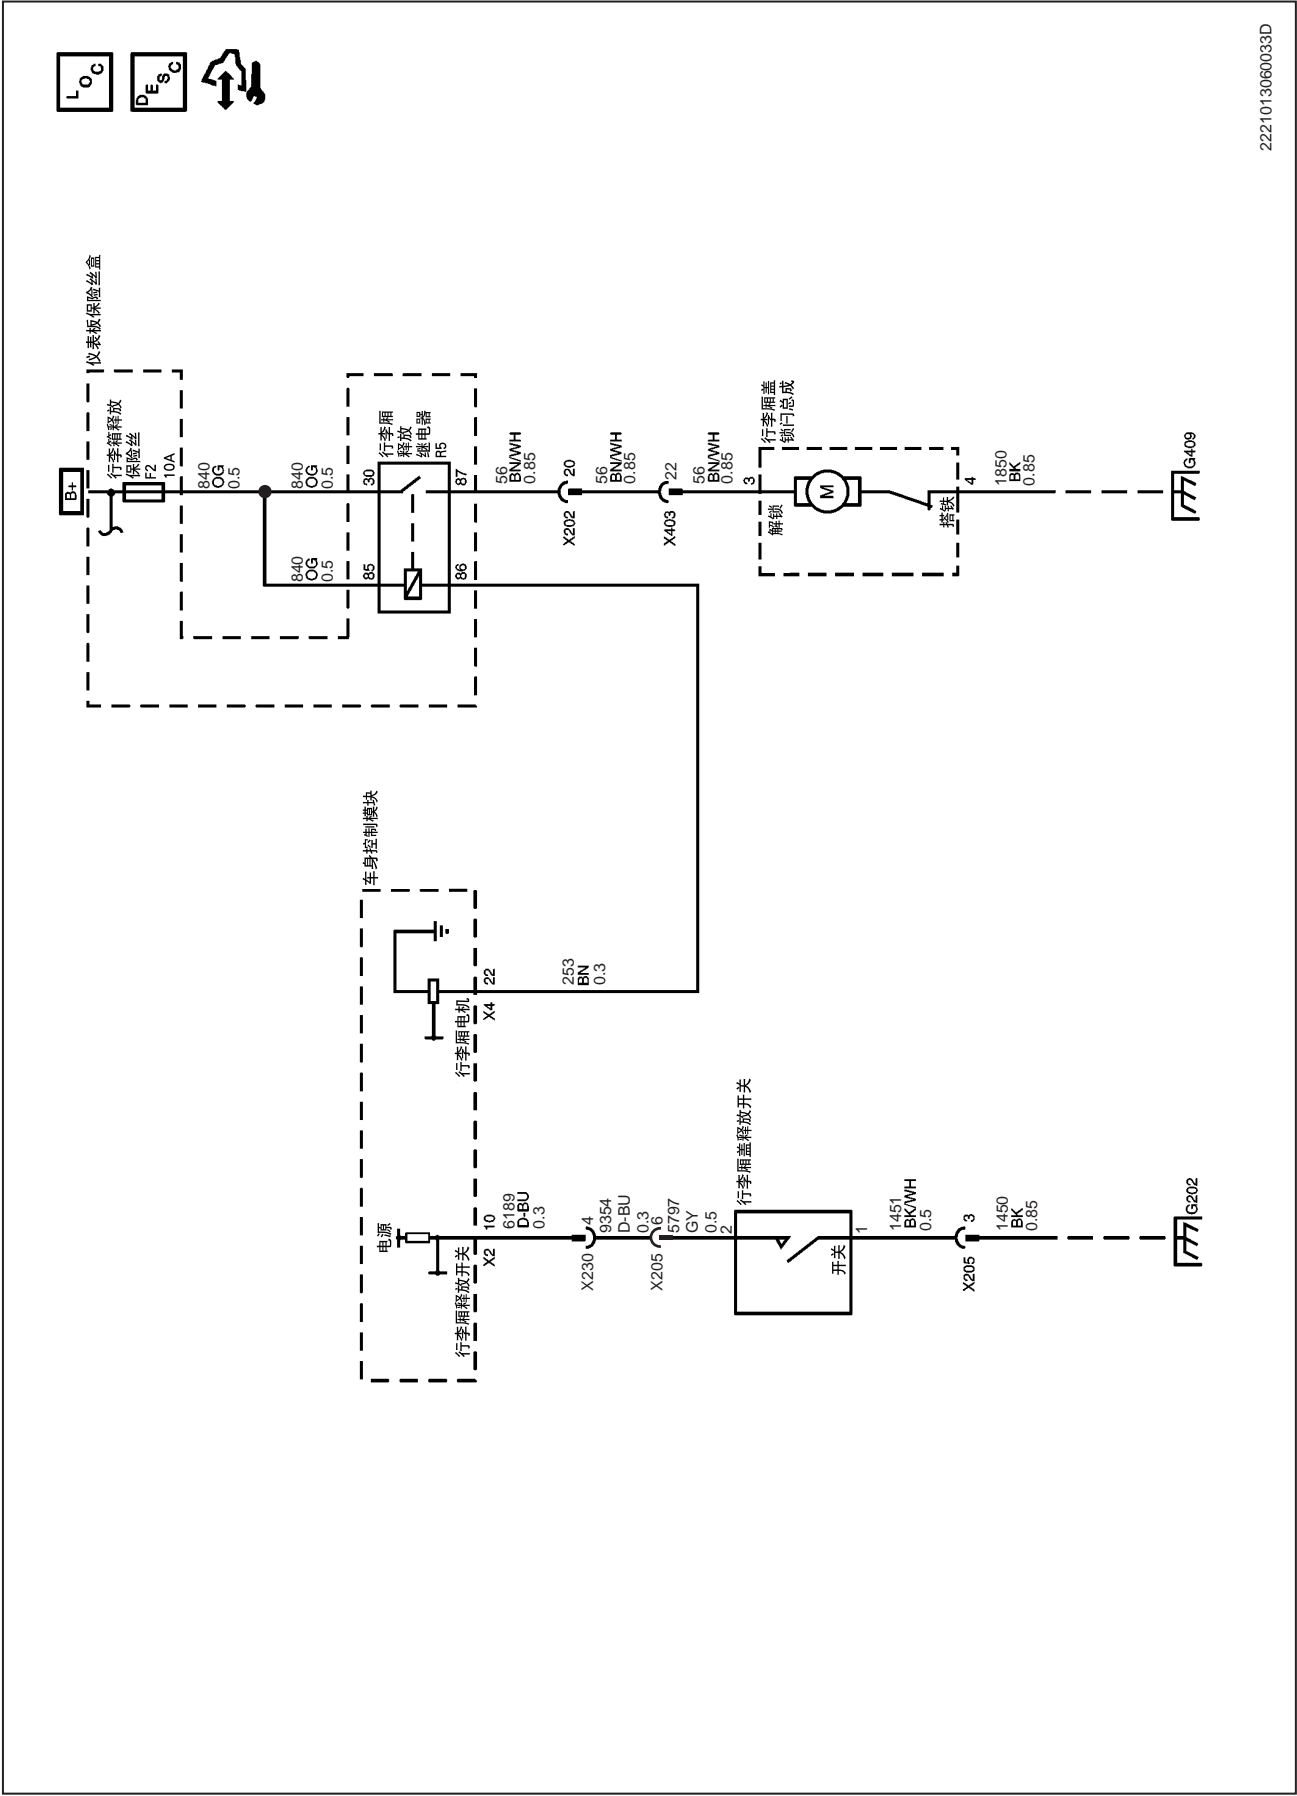 LOC
DESC
2221013060033D
仪表板保险丝盒
B+
行李箱释放
保险丝
F2
10A
840
OG
0.5
840
OG
0.5
840
OG
0.5
行李厢
释放
继电器
R5
30
87
85
86
56
BN/WH
0.85
X202
20
56
BN/WH
0.85
X403
22
56
BN/WH
0.85
3
行李厢盖
锁闩总成
解锁
M
搭铁
4
1850
BK
0.85
G409
车身控制模块
行李厢电机
X4
22
253
BN
0.3
电源
行李厢释放开关
X2
10
6189
D-BU
0.3
X230
4
9354
D-BU
0.3
X205
6
5797
GY
0.5
2
行李厢盖释放开关
开关
1
1451
BK/WH
0.5
X205
3
1450
BK
0.85
G202